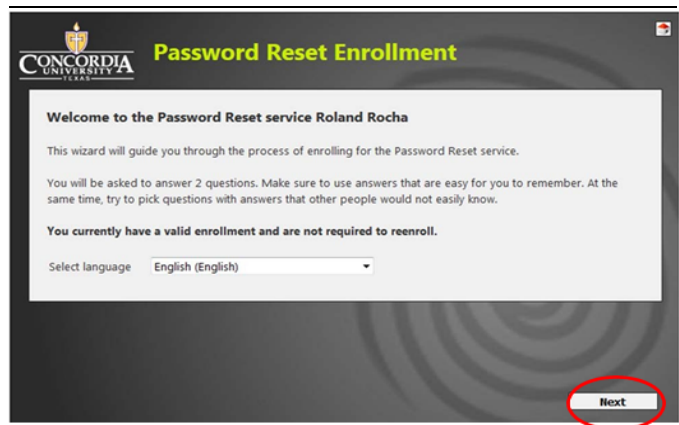 CONCORDIA
UNIVERSITY
TEXAS
Password Reset Enrollment
Welcome to the Password Reset service Roland Rocha
This wizard will guide you through the process of enrolling for the Password Reset service.
You will be asked to answer 2 questions. Make sure to use answers that are easy for you to remember. At the
same time, try to pick questions with answers that other people would not easily know.
You currently have a valid enrollment and are not required to reenroll.
Select language English (English)
Next